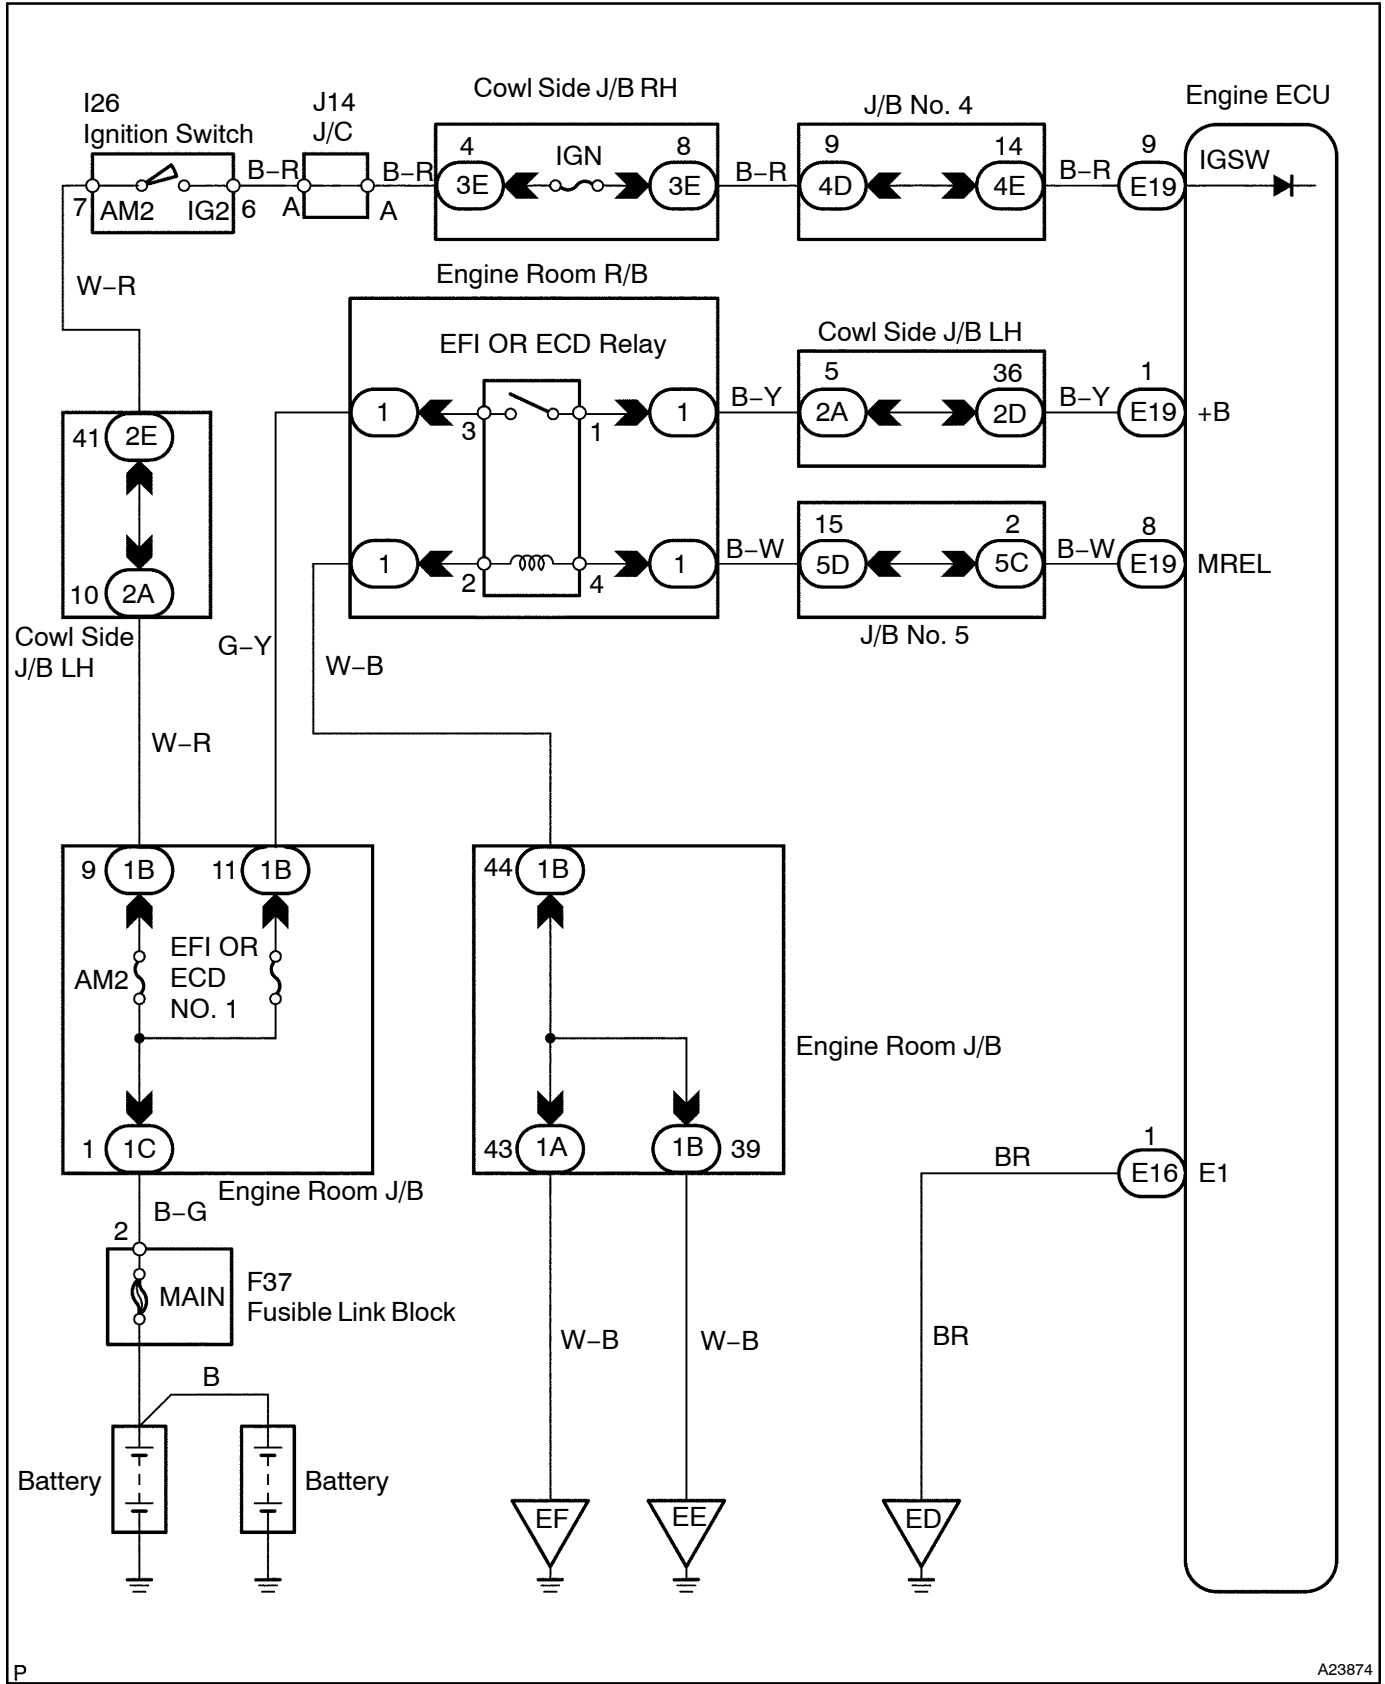 I26
Ignition Switch
J14
J/C
Cowl Side J/B RH
J/B No. 4
Engine ECU
B–R
B–R
4
3E
IGN
8
3E
B–R
9
4D
14
4E
B–R
9
E19
IGSW
7
AM2
IG2
6
A
A
W–R
Engine Room R/B
EFI OR ECD Relay
Cowl Side J/B LH
1
3
1
1
B–Y
5
2A
36
2D
B–Y
1
E19
+B
41
2E
10
2A
Cowl Side
J/B LH
1
2
4
1
B–W
15
5D
2
5C
B–W
8
E19
MREL
J/B No. 5
G–Y
W–B
W–R
9
1B
11
1B
44
1B
AM2
EFI OR
ECD
NO. 1
Engine Room J/B
1
1C
43
1A
1B
39
1
E16
E1
BR
Engine Room J/B
B–G
2
MAIN
F37
Fusible Link Block
W–B
W–B
BR
B
Battery
Battery
EF
EE
ED
P
A23874